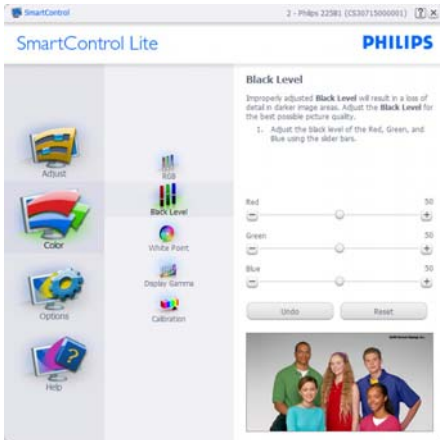 SmartControl
2 - Philips 225B1 (CS30715000001)
SmartControl Lite
PHILIPS
Black Level
Improperly adjusted Black Level will result in a loss of
detail in darker image areas. Adjust the Black Level for
the best possible picture quality.
1. Adjust the black level of the Red, Green, and
Blue using the slider bars.
Adjust
Color
Options
Help
RGB
Black Level
White Point
Display Gamma
Calibration
Red 50
Green 50
Blue 50
Undo
Reset